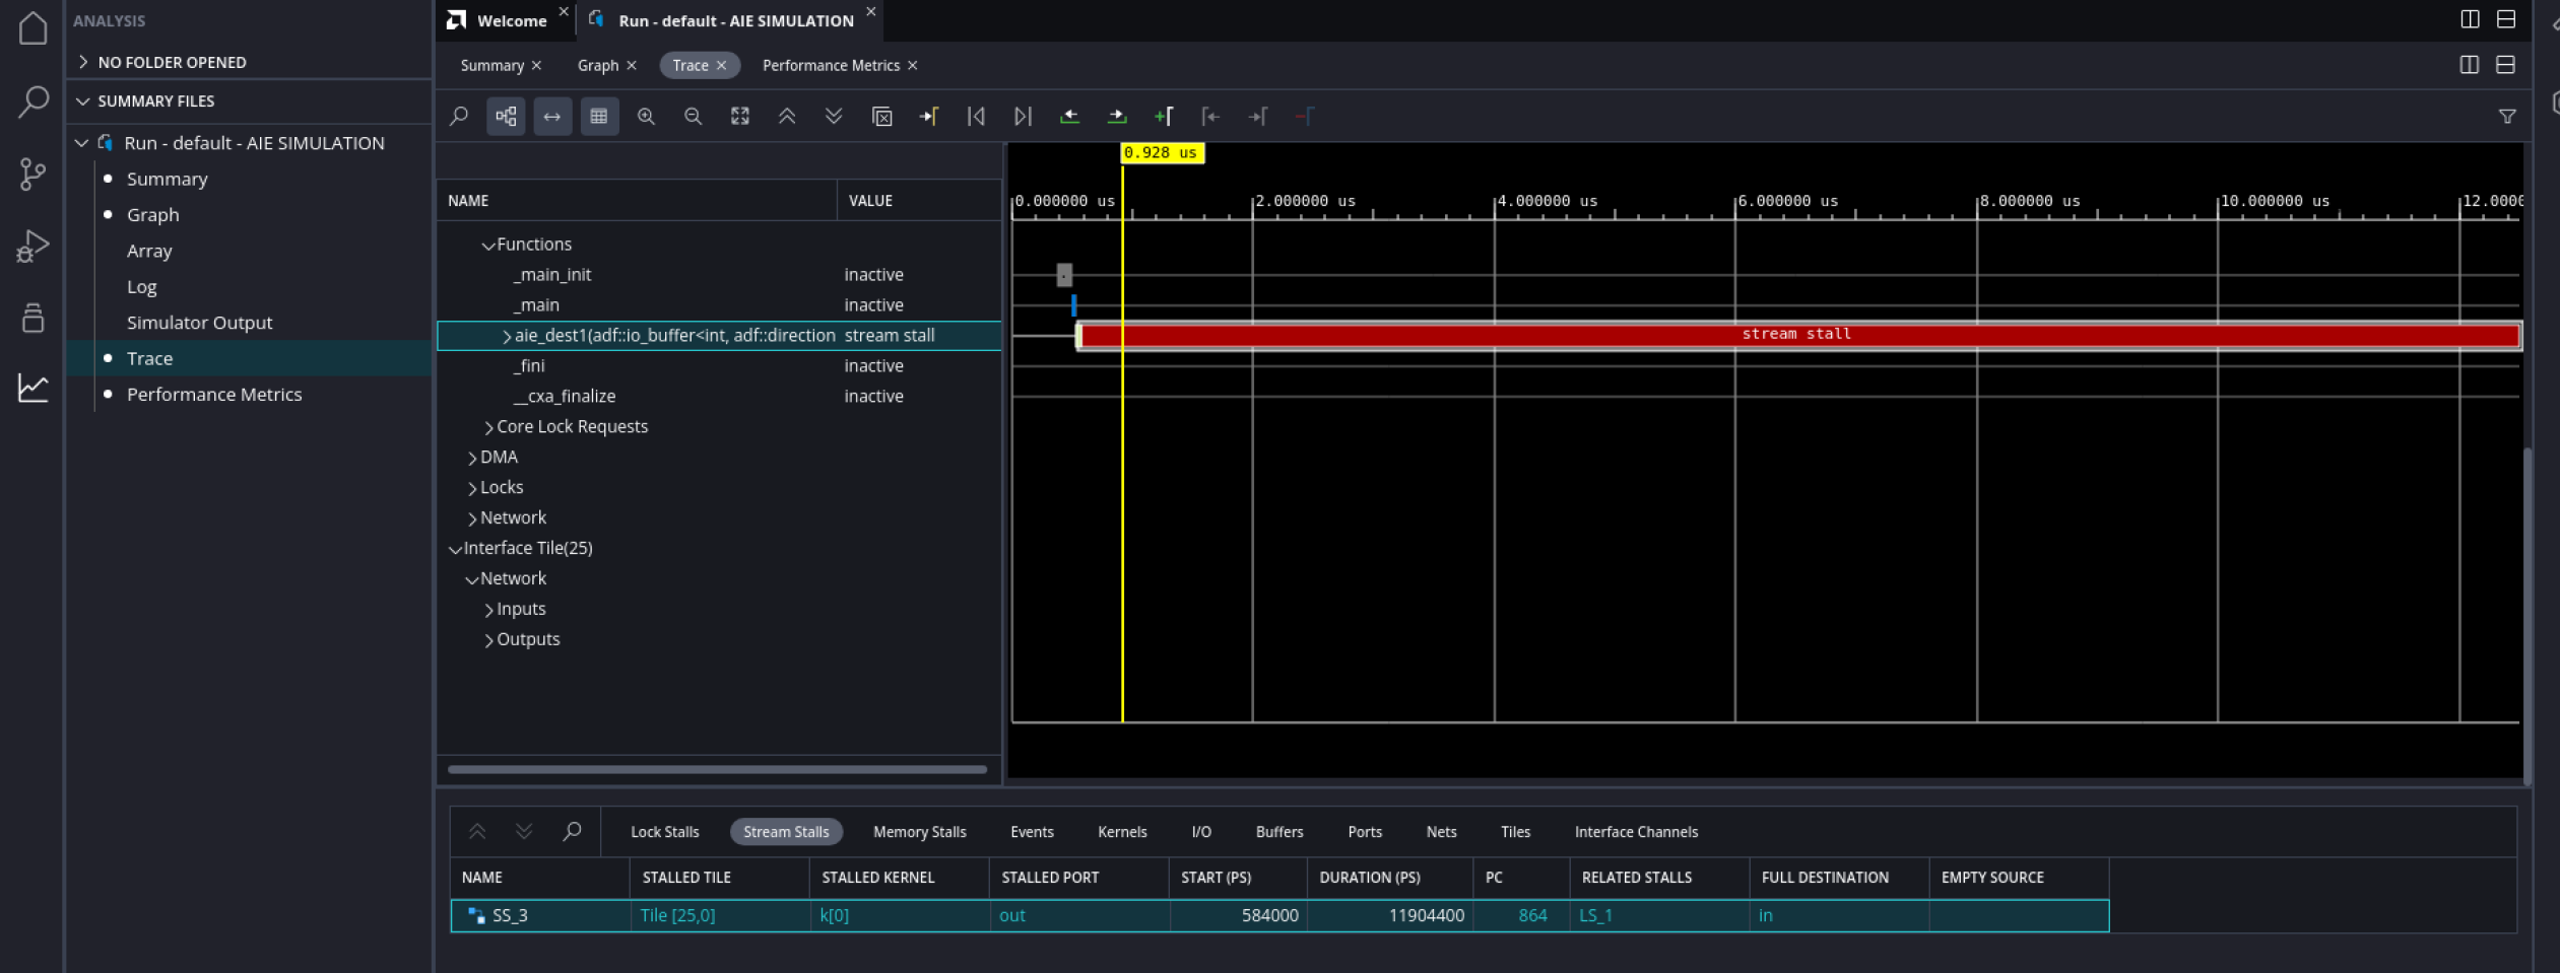 ANALYSIS
NO FOLDER OPENED
SUMMARY FILES
Run - default - AIE SIMULATION
Summary
Graph
Array
Log
Simulator Output
Trace
Performance Metrics
Welcome
Run - default - AIE SIMULATION
Summary Graph Trace Performance Metrics
0.928 us
NAME VALUE
0.000000 us 2.000000 us 4.000000 us 6.000000 us 8.000000 us 10.000000 us 12.0000
Functions
_main_init inactive
_main inactive
aie_dest1(adf::io_buffer<int, adf::direction stream stall
stream stall
_fini inactive
__cxa_finalize inactive
Core Lock Requests
DMA
Locks
Network
Interface Tile(25)
Network
Inputs
Outputs
Lock Stalls Stream Stalls Memory Stalls Events Kernels I/O Buffers Ports Nets Tiles Interface Channels
NAME STALLED TILE STALLED KERNEL STALLED PORT START (PS) DURATION (PS) PC RELATED STALLS FULL DESTINATION EMPTY SOURCE
SS_3 Tile [25,0] k[0] out 584000 11904400 864 LS_1 in